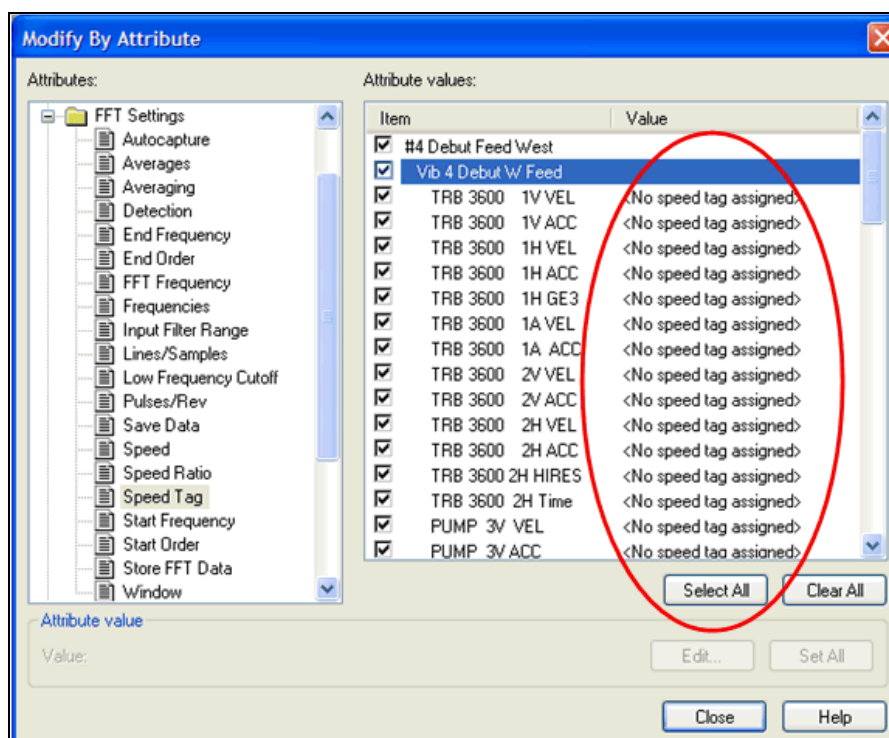 Modify By Attribute
Attributes:
FFT Settings
Autocapture
Averages
Averaging
Detection
End Frequency
End Order
FFT Frequency
Frequencies
Input Filter Range
Lines/Samples
Low Frequency Cutoff
Pulses/Rev
Save Data
Speed
Speed Ratio
Speed Tag
Start Frequency
Start Order
Store FFT Data
Window
Attribute values:
Item Value
#4 Debut Feed West
Vib 4 Debut W Feed
TRB 3600 1V VEL <No speed tag assigned>
TRB 3600 1V ACC <No speed tag assigned>
TRB 3600 1H VEL <No speed tag assigned>
TRB 3600 1H ACC <No speed tag assigned>
TRB 3600 1H GE3 <No speed tag assigned>
TRB 3600 1A VEL <No speed tag assigned>
TRB 3600 1A ACC <No speed tag assigned>
TRB 3600 2V VEL <No speed tag assigned>
TRB 3600 2V ACC <No speed tag assigned>
TRB 3600 2H VEL <No speed tag assigned>
TRB 3600 2H ACC <No speed tag assigned>
TRB 3600 2H HIRES <No speed tag assigned>
TRB 3600 2H Time <No speed tag assigned>
PUMP 3V VEL <No speed tag assigned>
PUMP 3V ACC <No speed tag assigned>
Select All Clear All
Attribute value
Value: Edit... Set All
Close Help